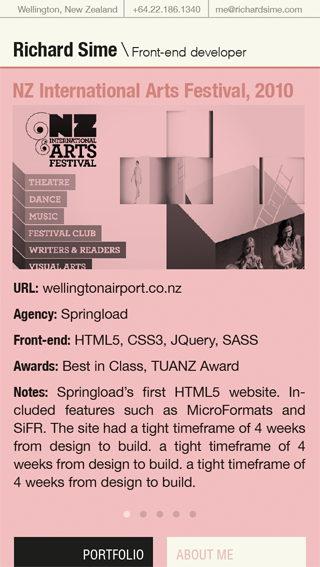 Wellington, New Zealand
+64.22.186.1340
me@richardsime.com
Richard Sime \ Front-end developer
NZ International Arts Festival, 2010
NZ
INTERNATIONAL
ARTS
FESTIVAL
THEATRE
DANCE
MUSIC
FESTIVAL CLUB
WRITERS & READERS
VISUAL ARTS
URL: wellingtonairport.co.nz
Agency: Springload
Front-end: HTML5, CSS3, JQuery, SASS
Awards: Best in Class, TUANZ Award
Notes: Springload's first HTML5 website. In-
cluded features such as MicroFormats and
SiFR. The site had a tight timeframe of 4 weeks
from design to build. a tight timeframe of 4
weeks from design to build. a tight timeframe of
4 weeks from design to build.
PORTFOLIO
ABOUT ME